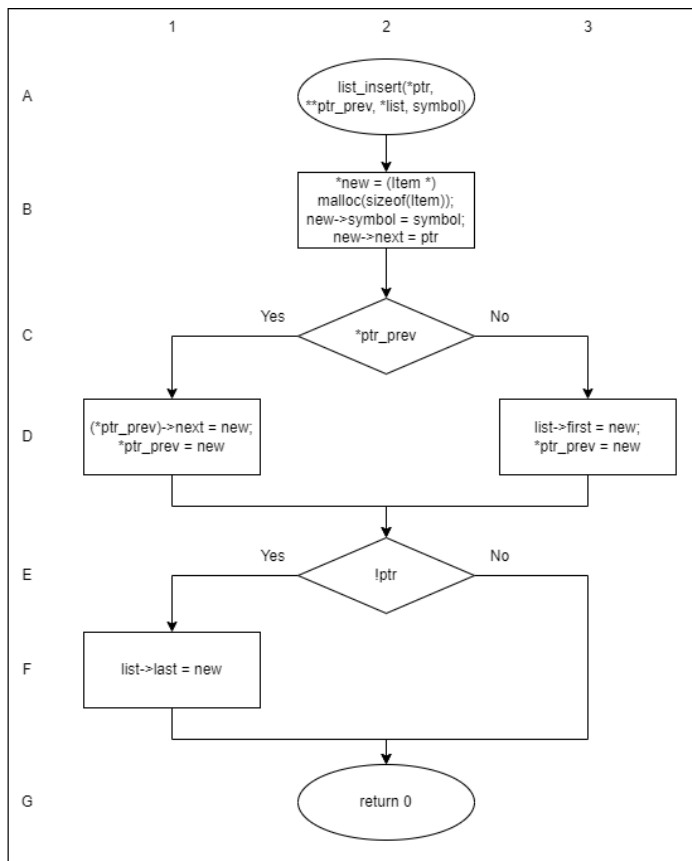 1 2 3
A
list_insert(*ptr,
**ptr_prev, *list, symbol)
B
*new = (Item *)
malloc(sizeof(Item));
new->symbol = symbol;
new->next = ptr
Yes No
C
*ptr_prev
D
(*ptr_prev)->next = new;
*ptr_prev = new
list->first = new;
*ptr_prev = new
Yes No
E
!ptr
F
list->last = new
G
return 0